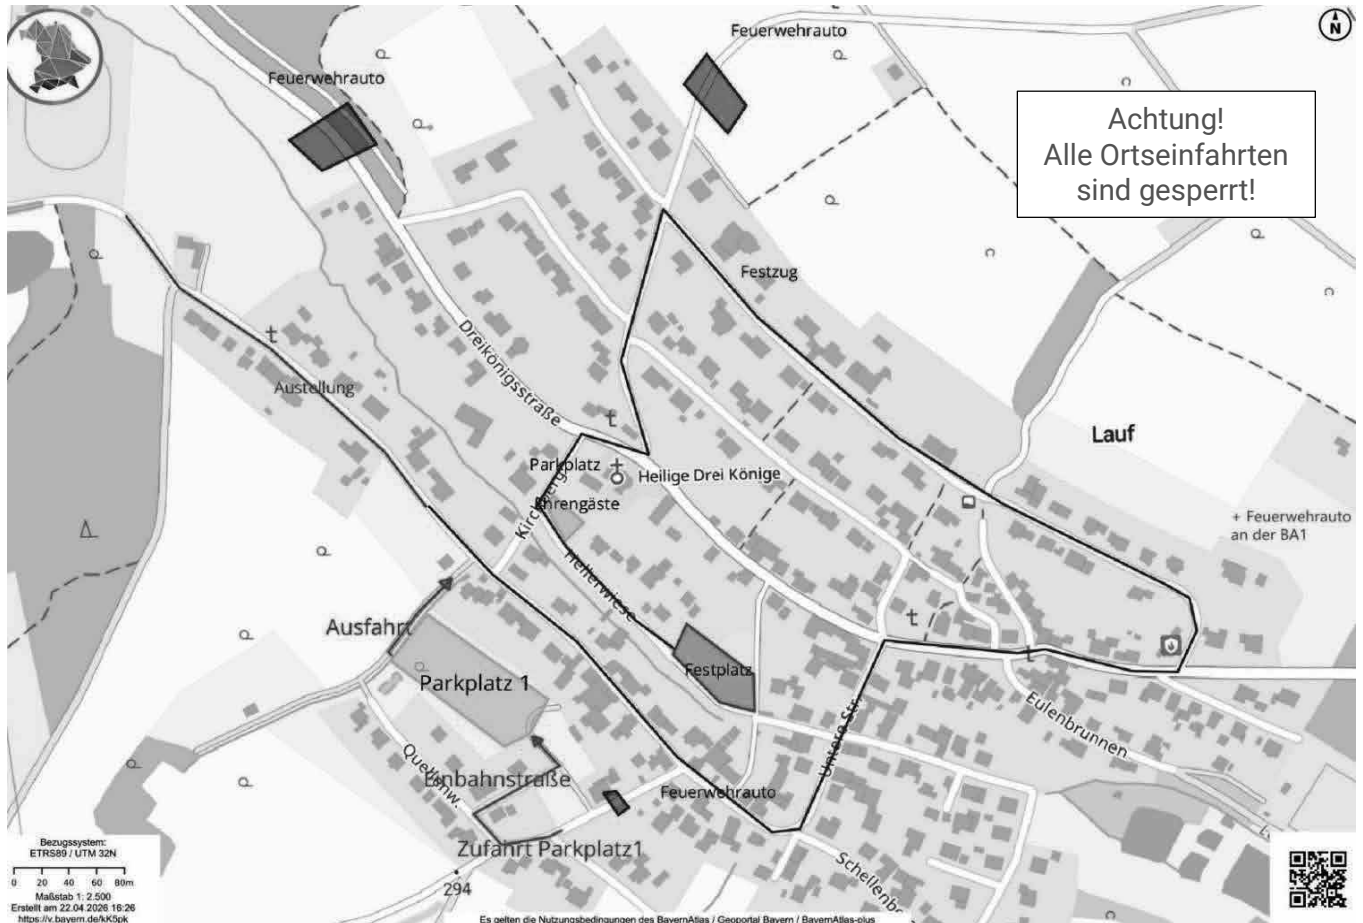 Feuerwehrauto
Feuerwehrauto
N
Achtung!
Alle Ortseinfahrten
sind gesperrt!
Festzug
Dreikönigsstraße
Austellung
Lauf
Parkplatz
Heilige Drei Könige
Ehrengäste
Kirchberg
+ Feuerwehrauto
an der BA1
Hellerwiese
Ausfahrt
Festplatz
Parkplatz 1
Untere Str.
Eulenbrunnen
Quellenw.
Einbahnstraße
Feuerwehrauto
Zufahrt Parkplatz1
Schellenb
294
Bezugssystem:
ETRS89 / UTM 32N
0 20 40 60 80m
Maßstab 1: 2.500
Erstellt am 22.04.2026 16:26
https://v.bayern.de/kK5pk
Es gelten die Nutzungsbedingungen des BayernAtlas / Geoportal Bayern / BayernAtlas-plus